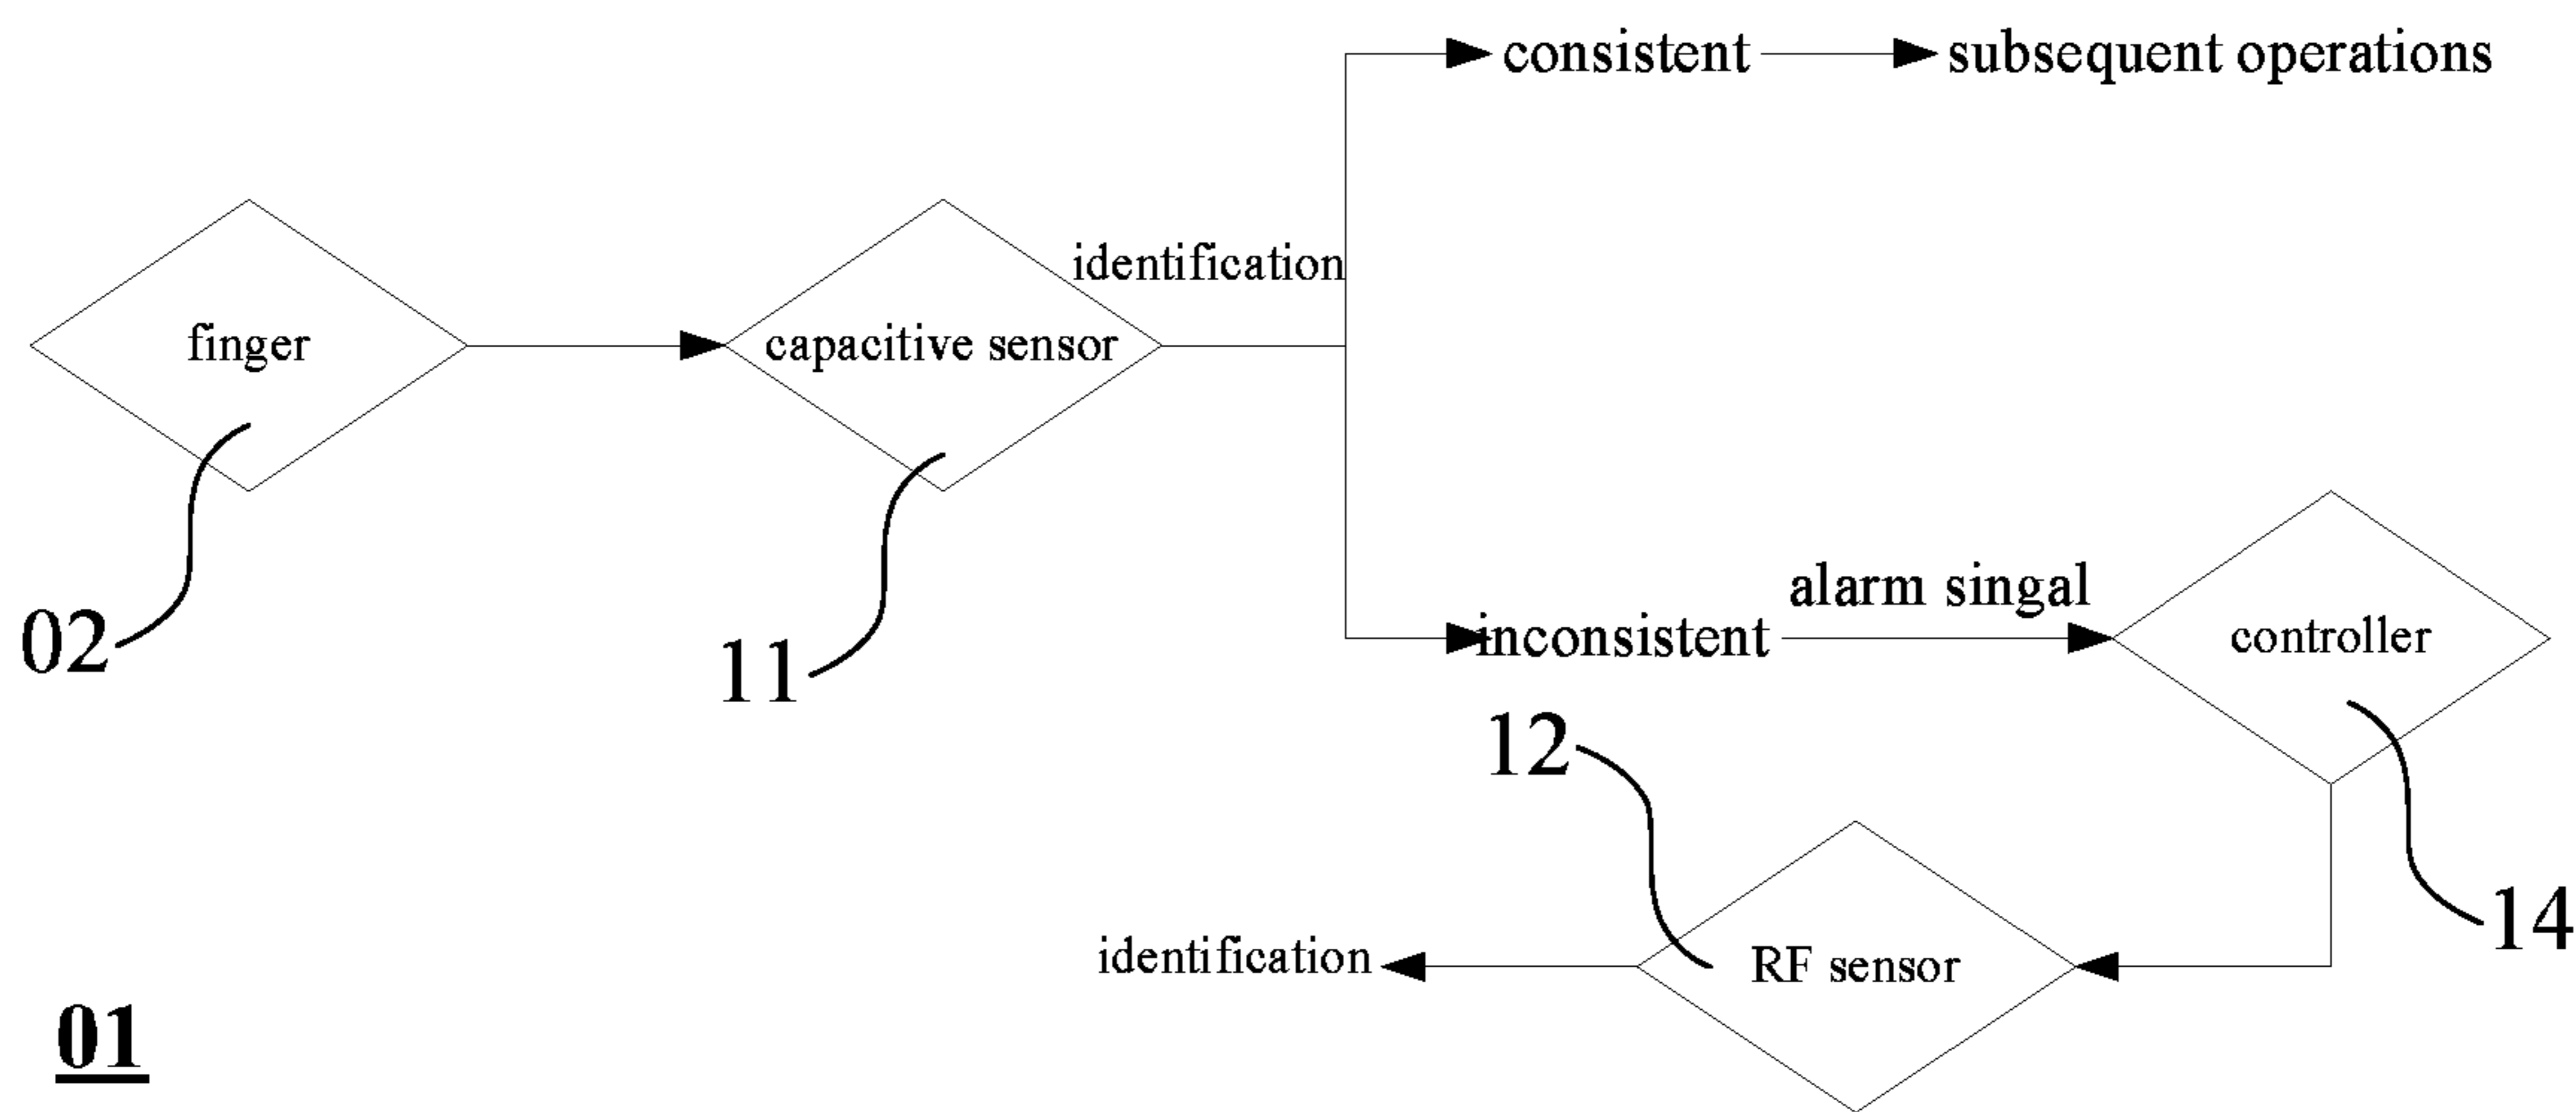 consistent
subsequent operations
identification
finger
capacitive sensor
alarm singal
02
11
inconsistent
controller
12
14
identification
RF sensor
01